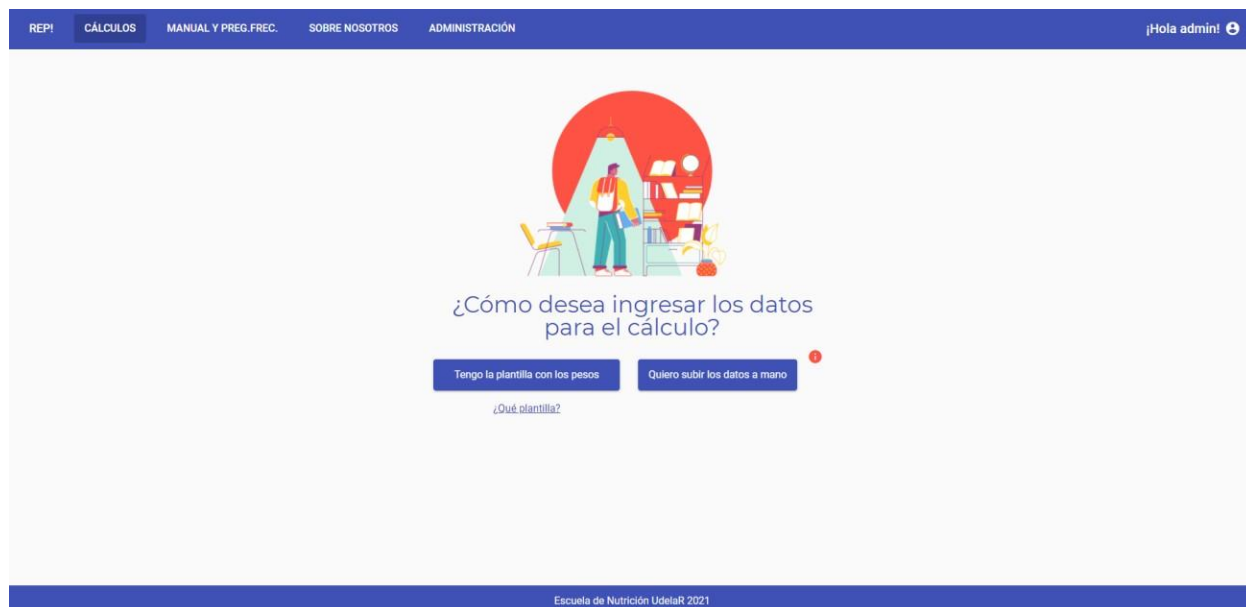 REP!
CÁLCULOS
MANUAL Y PREG.FREC.
SOBRE NOSOTROS
ADMINISTRACIÓN
¡Hola admin!
¿Cómo desea ingresar los datos
para el cálculo?
Tengo la plantilla con los pesos
Quiero subir los datos a mano
¿Qué plantilla?
Escuela de Nutrición UdelaR 2021